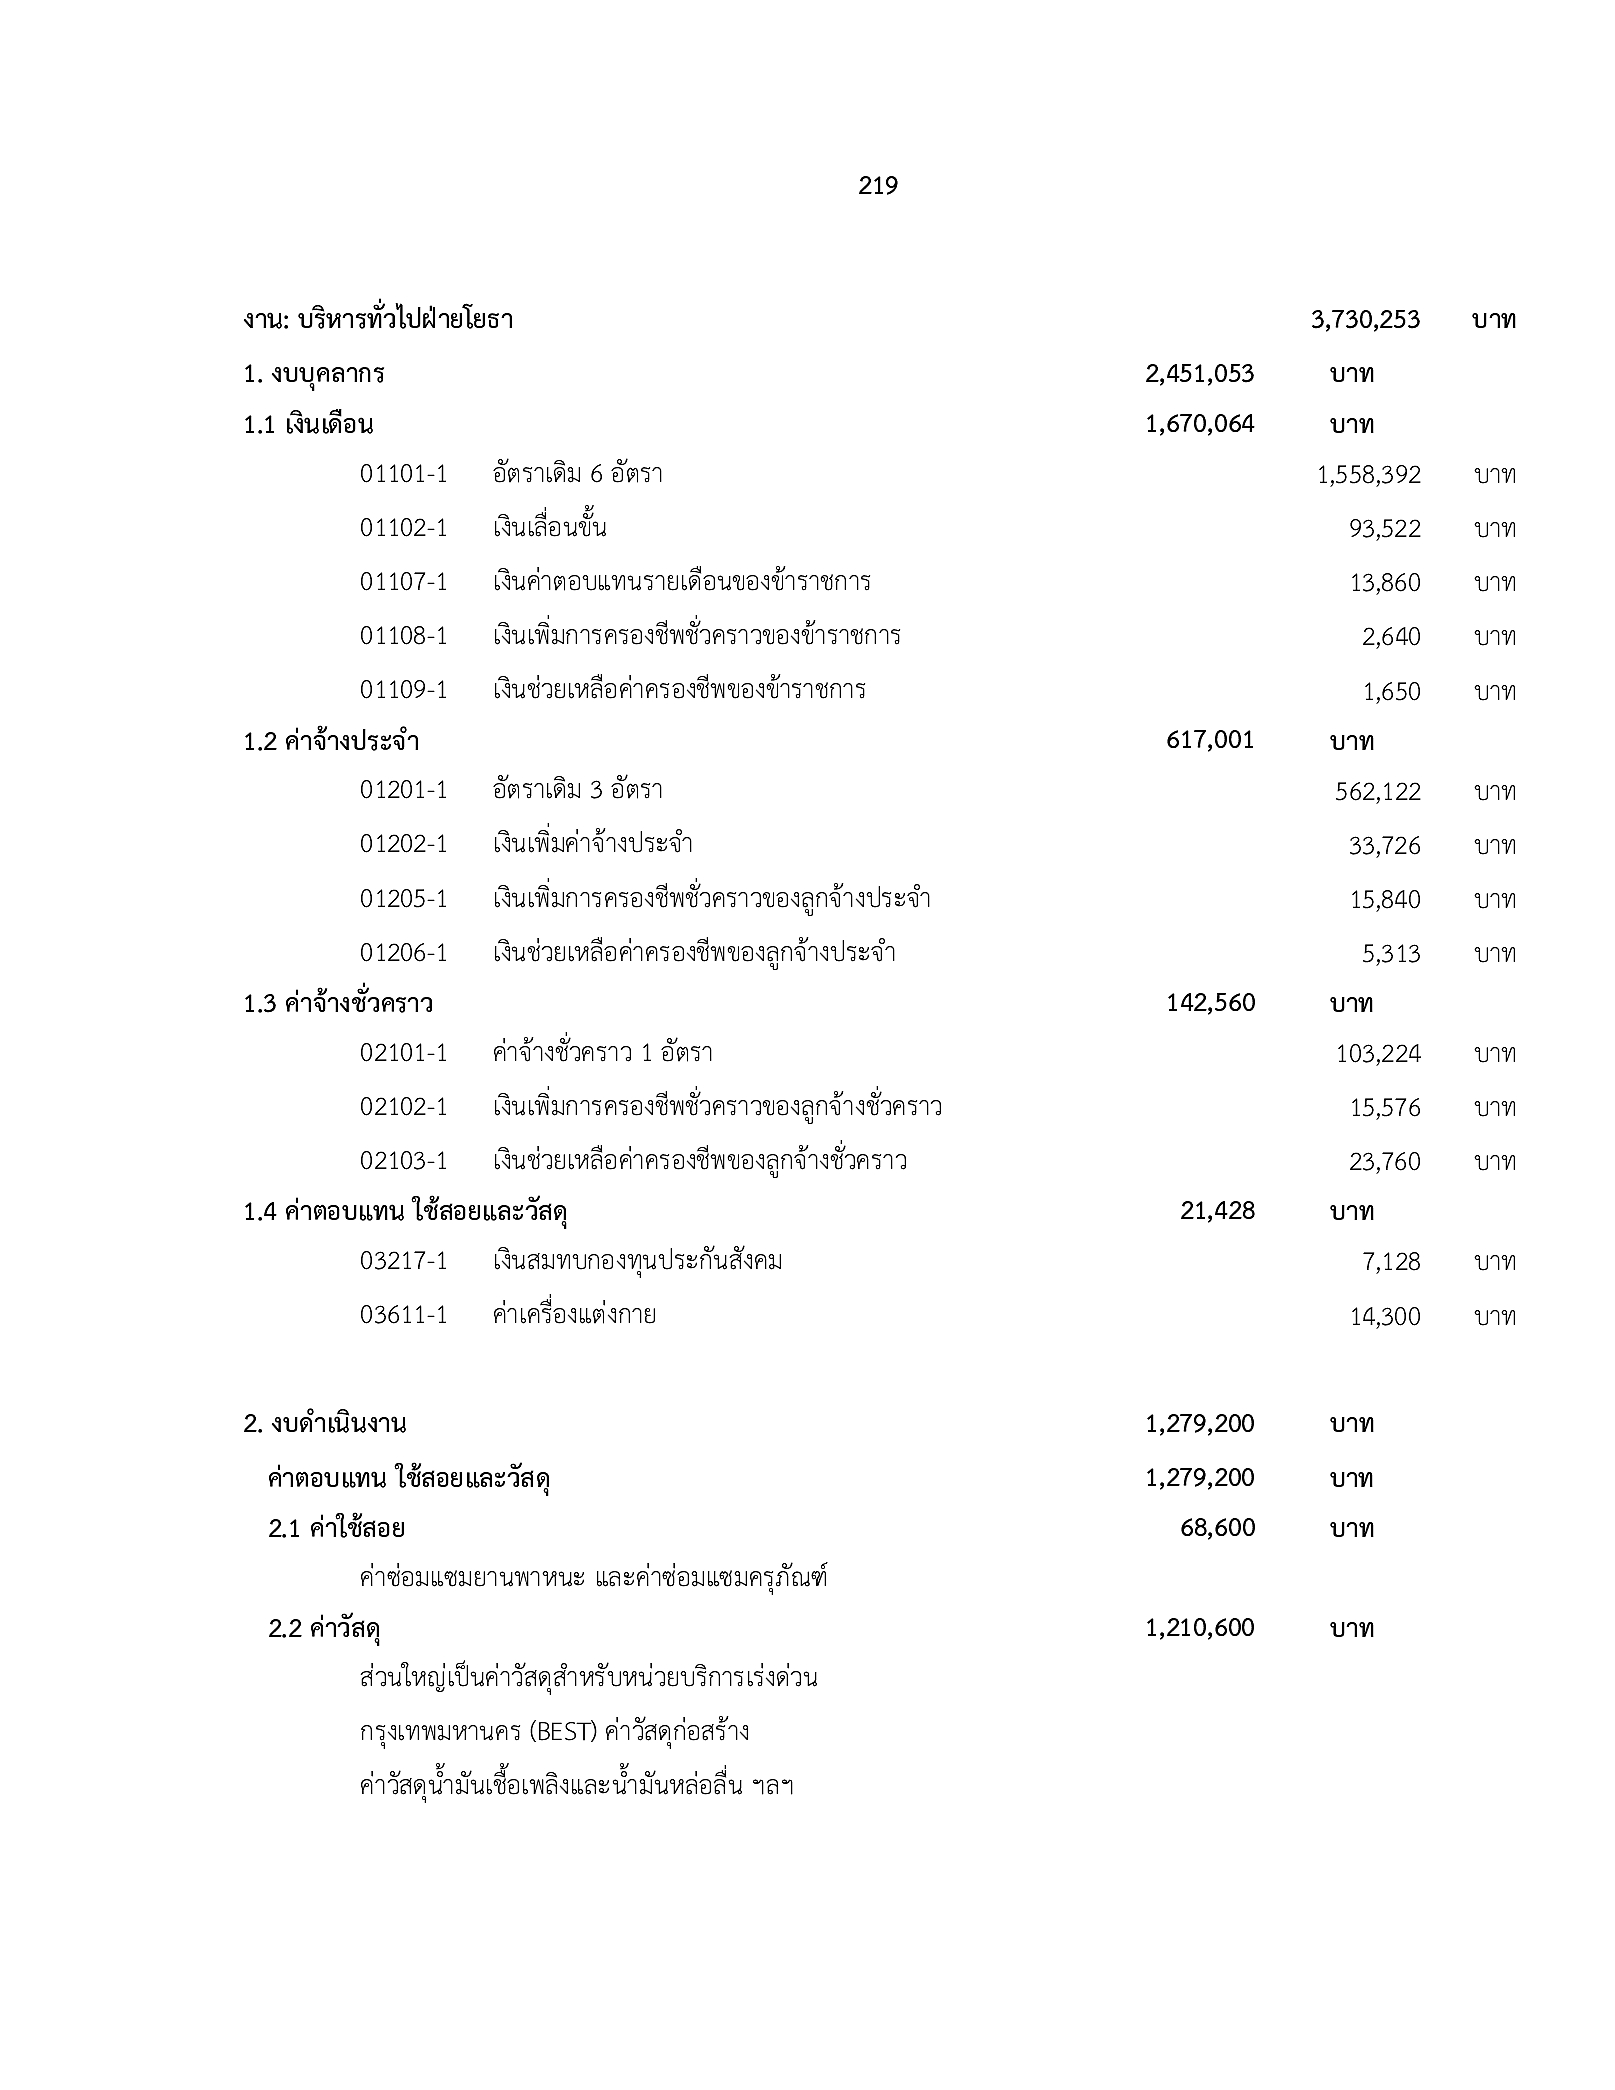 219
งาน: บริหารทั่วไปฝ่ายโยธา 3,730,253 บาท
1. งบบุคลากร 2,451,053 บาท
1.1 เงินเดือน 1,670,064 บาท
01101-1 อัตราเดิม 6 อัตรา 1,558,392 บาท
01102-1 เงินเลื่อนขั้น 93,522 บาท
01107-1 เงินค่าตอบแทนรายเดือนของข้าราชการ 13,860 บาท
01108-1 เงินเพิ่มการครองชีพชั่วคราวของข้าราชการ 2,640 บาท
01109-1 เงินช่วยเหลือค่าครองชีพของข้าราชการ 1,650 บาท
1.2 ค่าจ้างประจำ 617,001 บาท
01201-1 อัตราเดิม 3 อัตรา 562,122 บาท
01202-1 เงินเพิ่มค่าจ้างประจำ 33,726 บาท
01205-1 เงินเพิ่มการครองชีพชั่วคราวของลูกจ้างประจำ 15,840 บาท
01206-1 เงินช่วยเหลือค่าครองชีพของลูกจ้างประจำ 5,313 บาท
1.3 ค่าจ้างชั่วคราว 142,560 บาท
02101-1 ค่าจ้างชั่วคราว 1 อัตรา 103,224 บาท
02102-1 เงินเพิ่มการครองชีพชั่วคราวของลูกจ้างชั่วคราว 15,576 บาท
02103-1 เงินช่วยเหลือค่าครองชีพของลูกจ้างชั่วคราว 23,760 บาท
1.4 ค่าตอบแทน ใช้สอยและวัสดุ 21,428 บาท
03217-1 เงินสมทบกองทุนประกันสังคม 7,128 บาท
03611-1 ค่าเครื่องแต่งกาย 14,300 บาท
2. งบดำเนินงาน 1,279,200 บาท
ค่าตอบแทน ใช้สอยและวัสดุ 1,279,200 บาท
2.1 ค่าใช้สอย 68,600 บาท
ค่าซ่อมแซมยานพาหนะ และค่าซ่อมแซมครุภัณฑ์
2.2 ค่าวัสดุ 1,210,600 บาท
ส่วนใหญ่เป็นค่าวัสดุสำหรับหน่วยบริการเร่งด่วน
กรุงเทพมหานคร (BEST) ค่าวัสดุก่อสร้าง
ค่าวัสดุน้ำมันเชื้อเพลิงและน้ำมันหล่อลื่น ฯลฯ